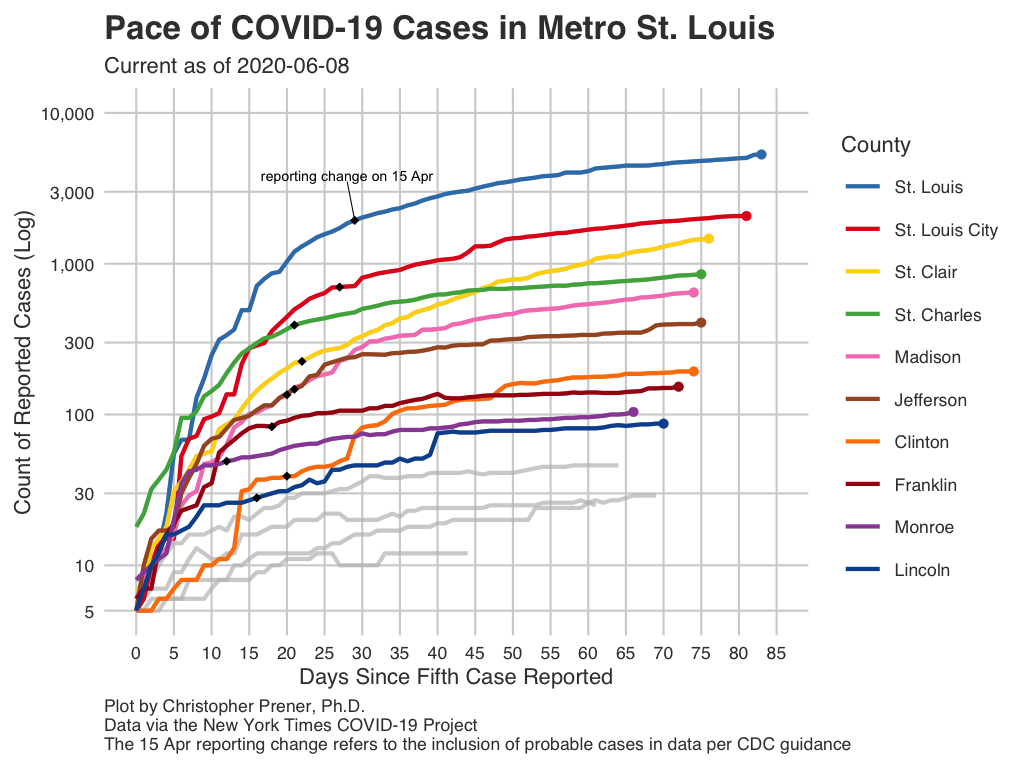 Pace of COVID-19 Cases in Metro St. Louis
Current as of 2020-06-08
Count of Reported Cases (Log)
10,000
3,000
1,000
300
100
30
10
5
reporting change on 15 Apr
0 5 10 15 20 25 30 35 40 45 50 55 60 65 70 75 80 85
Days Since Fifth Case Reported
County
St. Louis
St. Louis City
St. Clair
St. Charles
Madison
Jefferson
Clinton
Franklin
Monroe
Lincoln
Plot by Christopher Prener, Ph.D.
Data via the New York Times COVID-19 Project
The 15 Apr reporting change refers to the inclusion of probable cases in data per CDC guidance